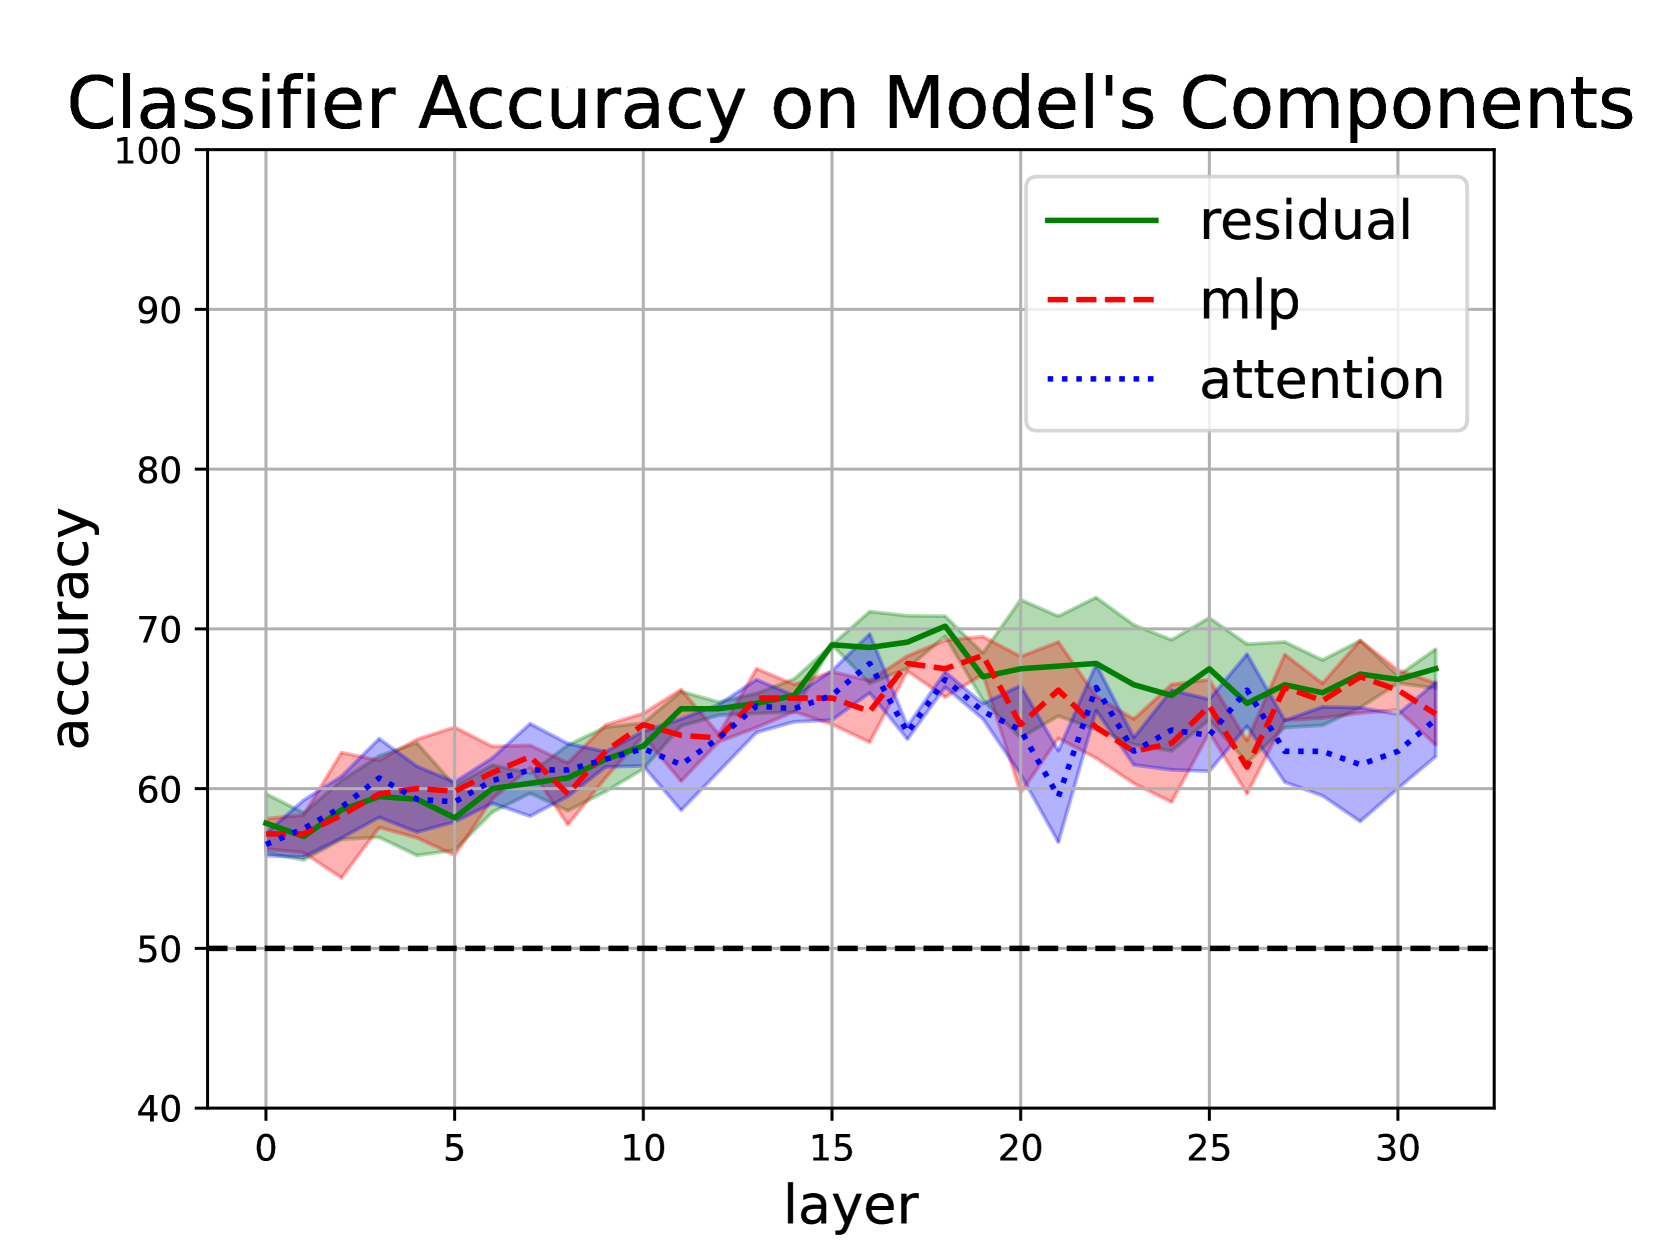 Classifier Accuracy on Model's Components
100
90
80
70
60
50
40
accuracy
residual
mlp
attention
0 5 10 15 20 25 30
layer